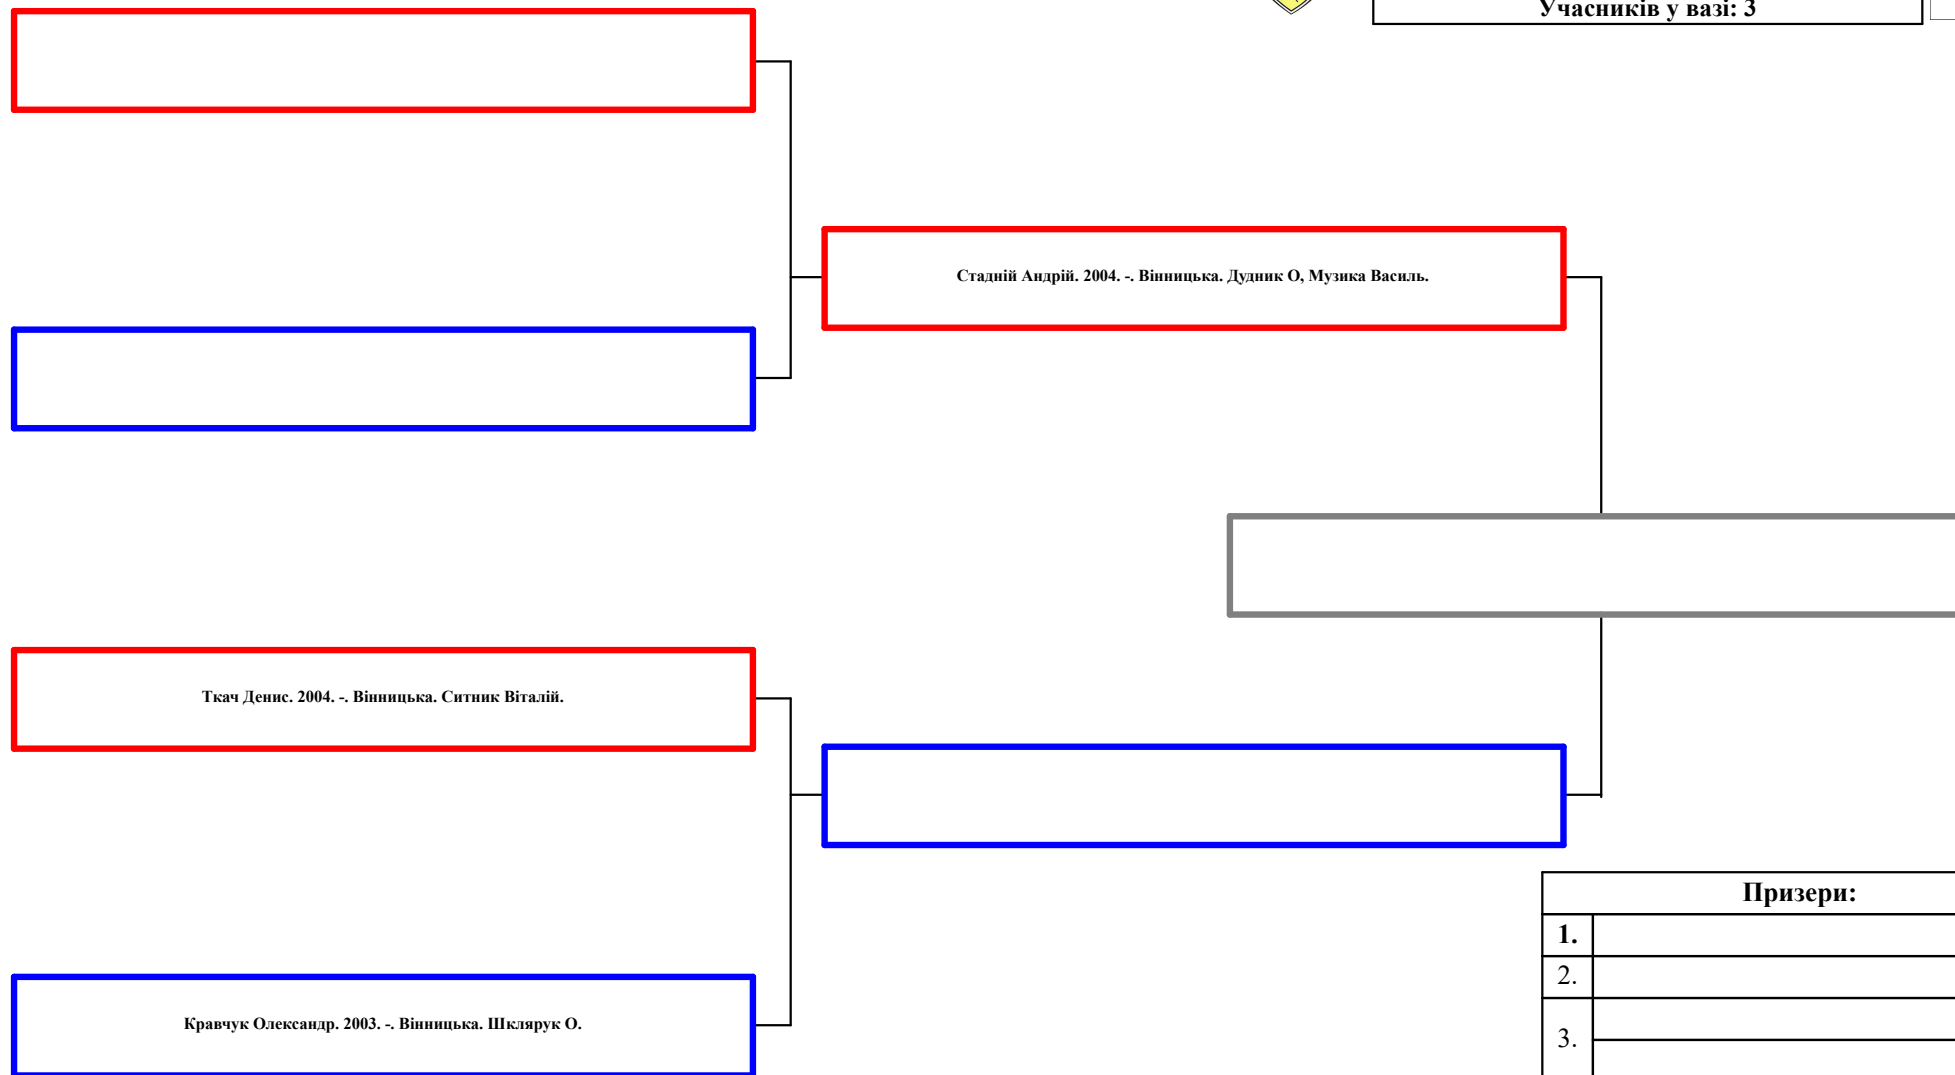 Учасників у вазі: 3
Стадній Андрій. 2004. -. Вінницька. Дудник О, Музика Василь.
Ткач Денис. 2004. -. Вінницька. Ситник Віталій.
Кравчук Олександр. 2003. -. Вінницька. Шклярук О.
Призери:
1.
2.
3.